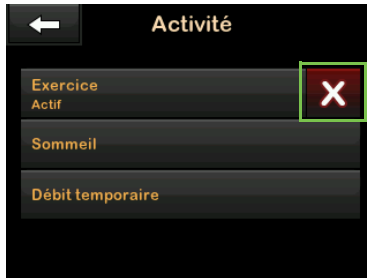 Activité
Exercice
Actif
Sommeil
Débit temporaire